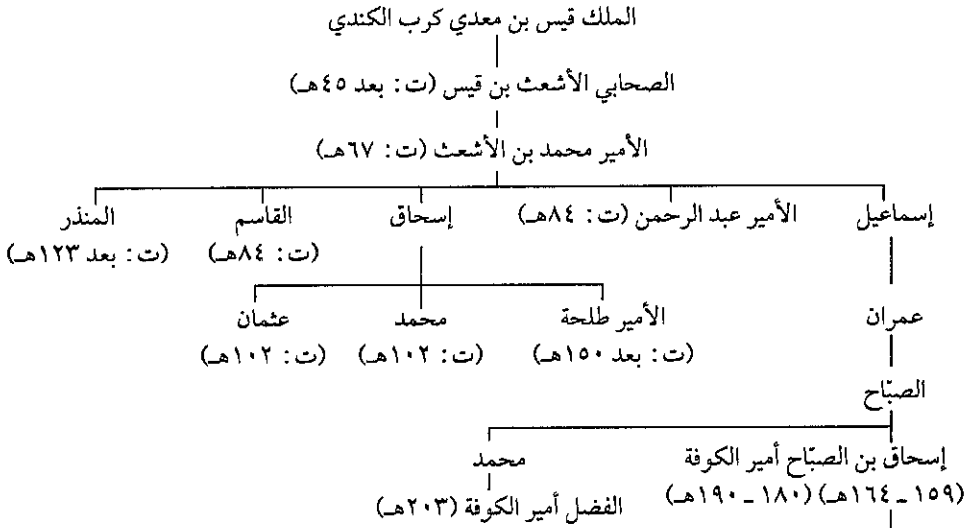 الملك قيس بن معدي كرب الكندي
الصحابي الأشعث بن قيس (ت: بعد ٤٥هـ)
الأمير محمد بن الأشعث (ت: ٦٧هـ)
إسماعيل الأمير عبد الرحمن (ت: ٨٤هـ) إسحاق القاسم المنذر
(ت: ٨٤هـ) (ت: بعد ١٢٣هـ)
عمران الأمير طلحة محمد عثمان
(ت: بعد ١٥٠هـ) (ت: ١٠٢هـ) (ت: ١٠٢هـ)
الصبّاح
إسحاق بن الصبّاح أمير الكوفة محمد
(١٥٩ ـ ١٦٤هـ) (١٨٠ ـ ١٩٠هـ) الفضل أمير الكوفة (٢٠٣هـ)